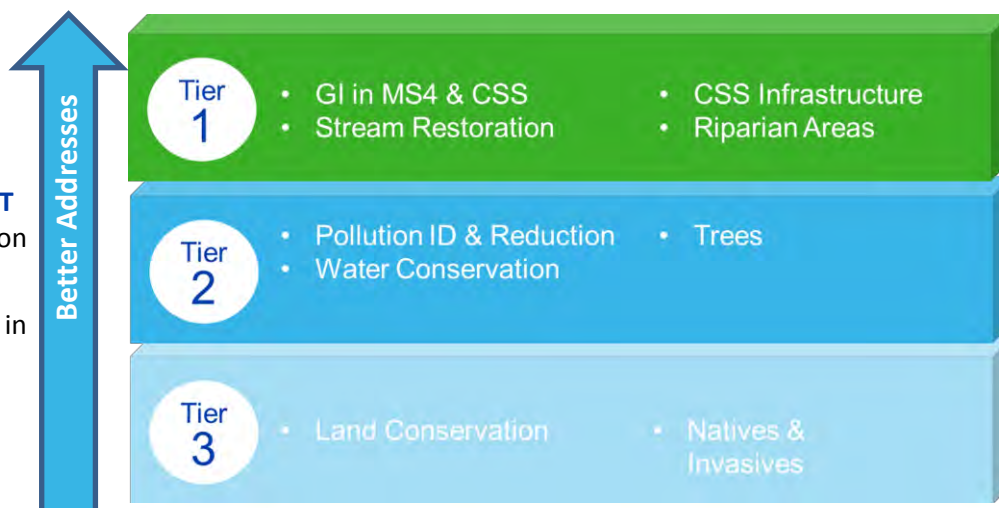 T
on
in
Better Addresses
Tier
1
• GI in MS4 & CSS
• Stream Restoration
• CSS Infrastructure
• Riparian Areas
Tier
2
• Pollution ID & Reduction
• Water Conservation
• Trees
Tier
3
• Land Conservation
• Natives &
Invasives